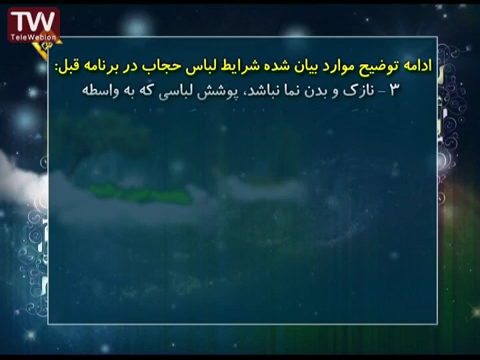 TW
TeleWebion
ادامه توضیح موارد بیان شده شرایط لباس حجاب در برنامه قبل:
۳ - نازک و بدن نما نباشد، پوشش لباسی که به واسطه